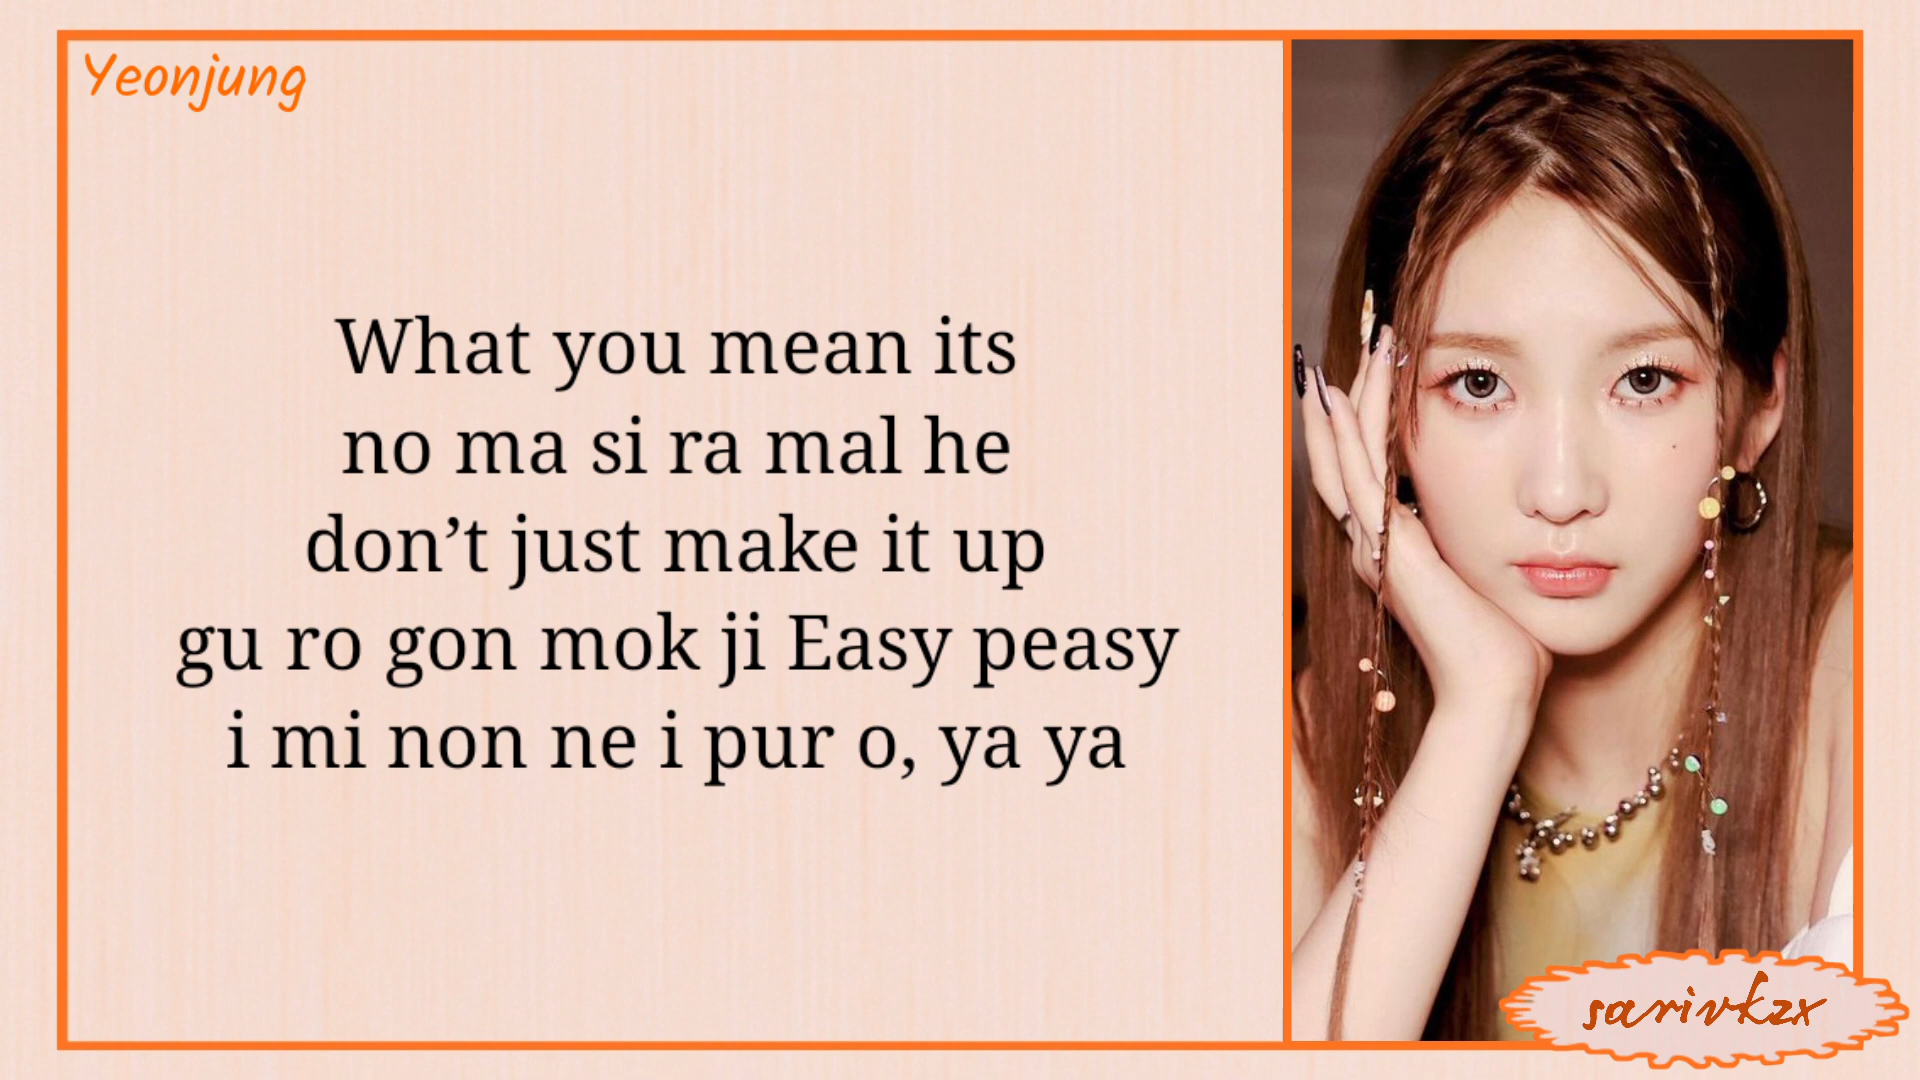 Yeonjung
What you mean its
no ma si ra mal he
don’t just make it up
gu ro gon mok ji Easy peasy
i mi non ne i pur o, ya ya
sarivkzx